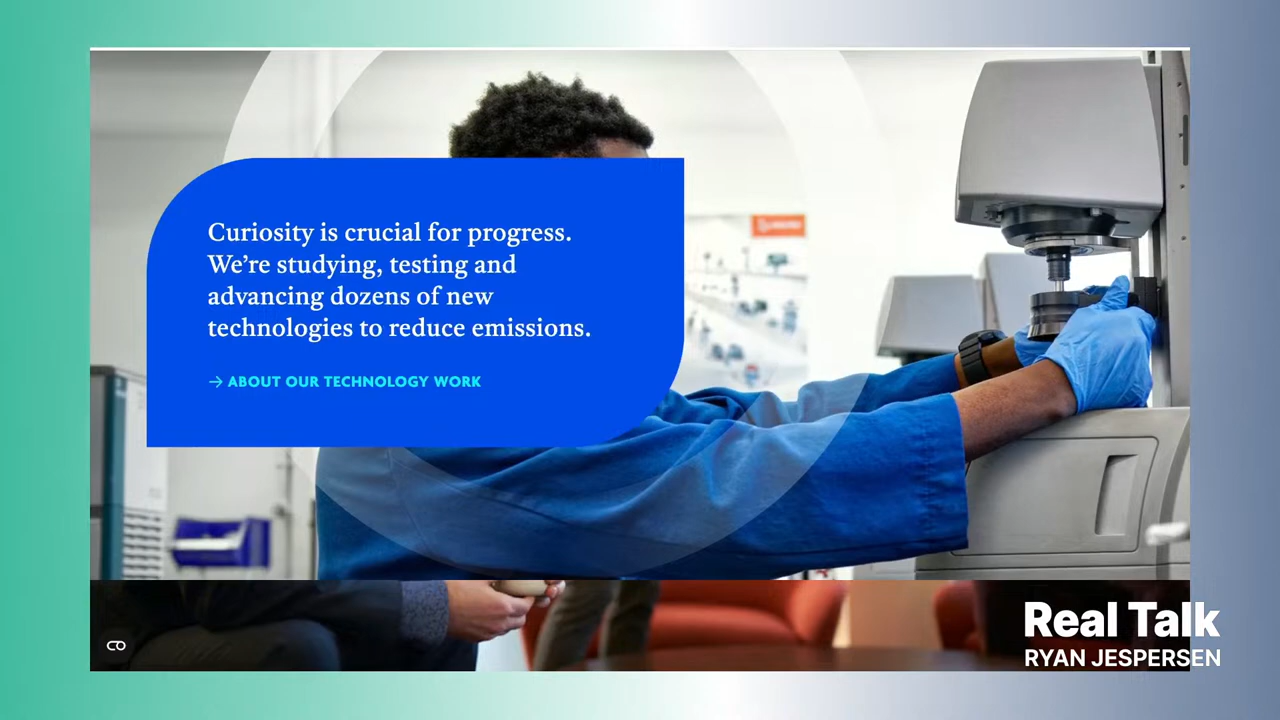 Curiosity is crucial for progress.
We're studying, testing and
advancing dozens of new
technologies to reduce emissions.
→ ABOUT OUR TECHNOLOGY WORK
Real Talk
RYAN JESPERSEN